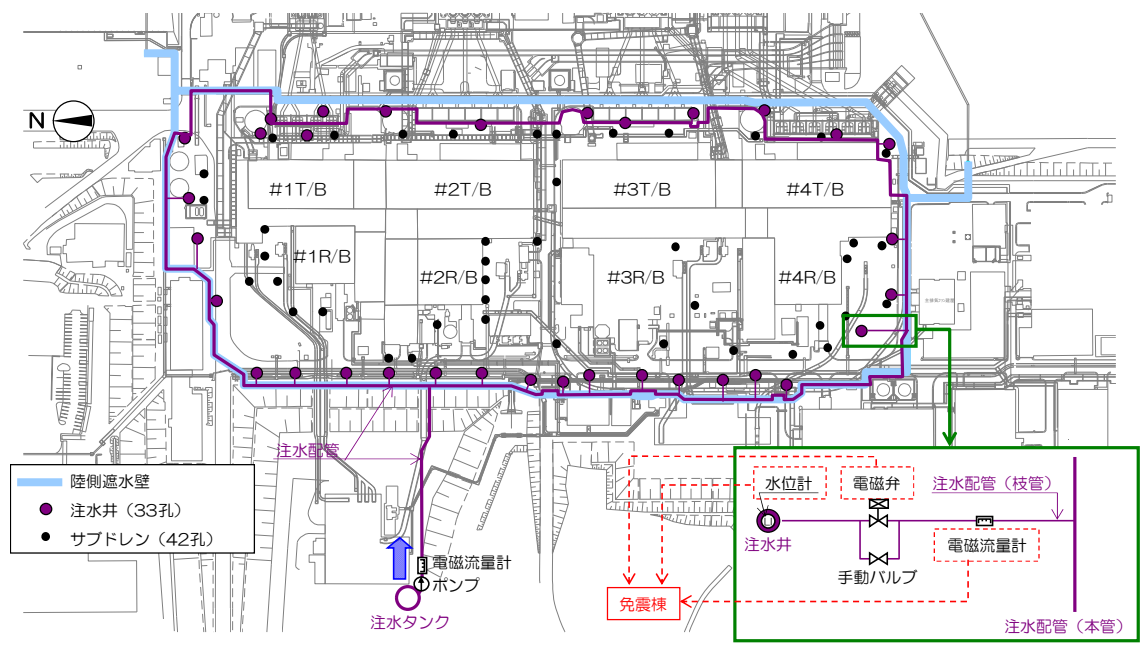 N
#1T/B
#2T/B
#3T/B
#4T/B
#1R/B
#2R/B
#3R/B
#4R/B
注水配管
陸側遮水壁
注水井（33孔）
サブドレン（42孔）
電磁流量計
ポンプ
注水タンク
水位計
電磁弁
注水配管（枝管）
注水井
電磁流量計
手動バルブ
免震棟
注水配管（本管）